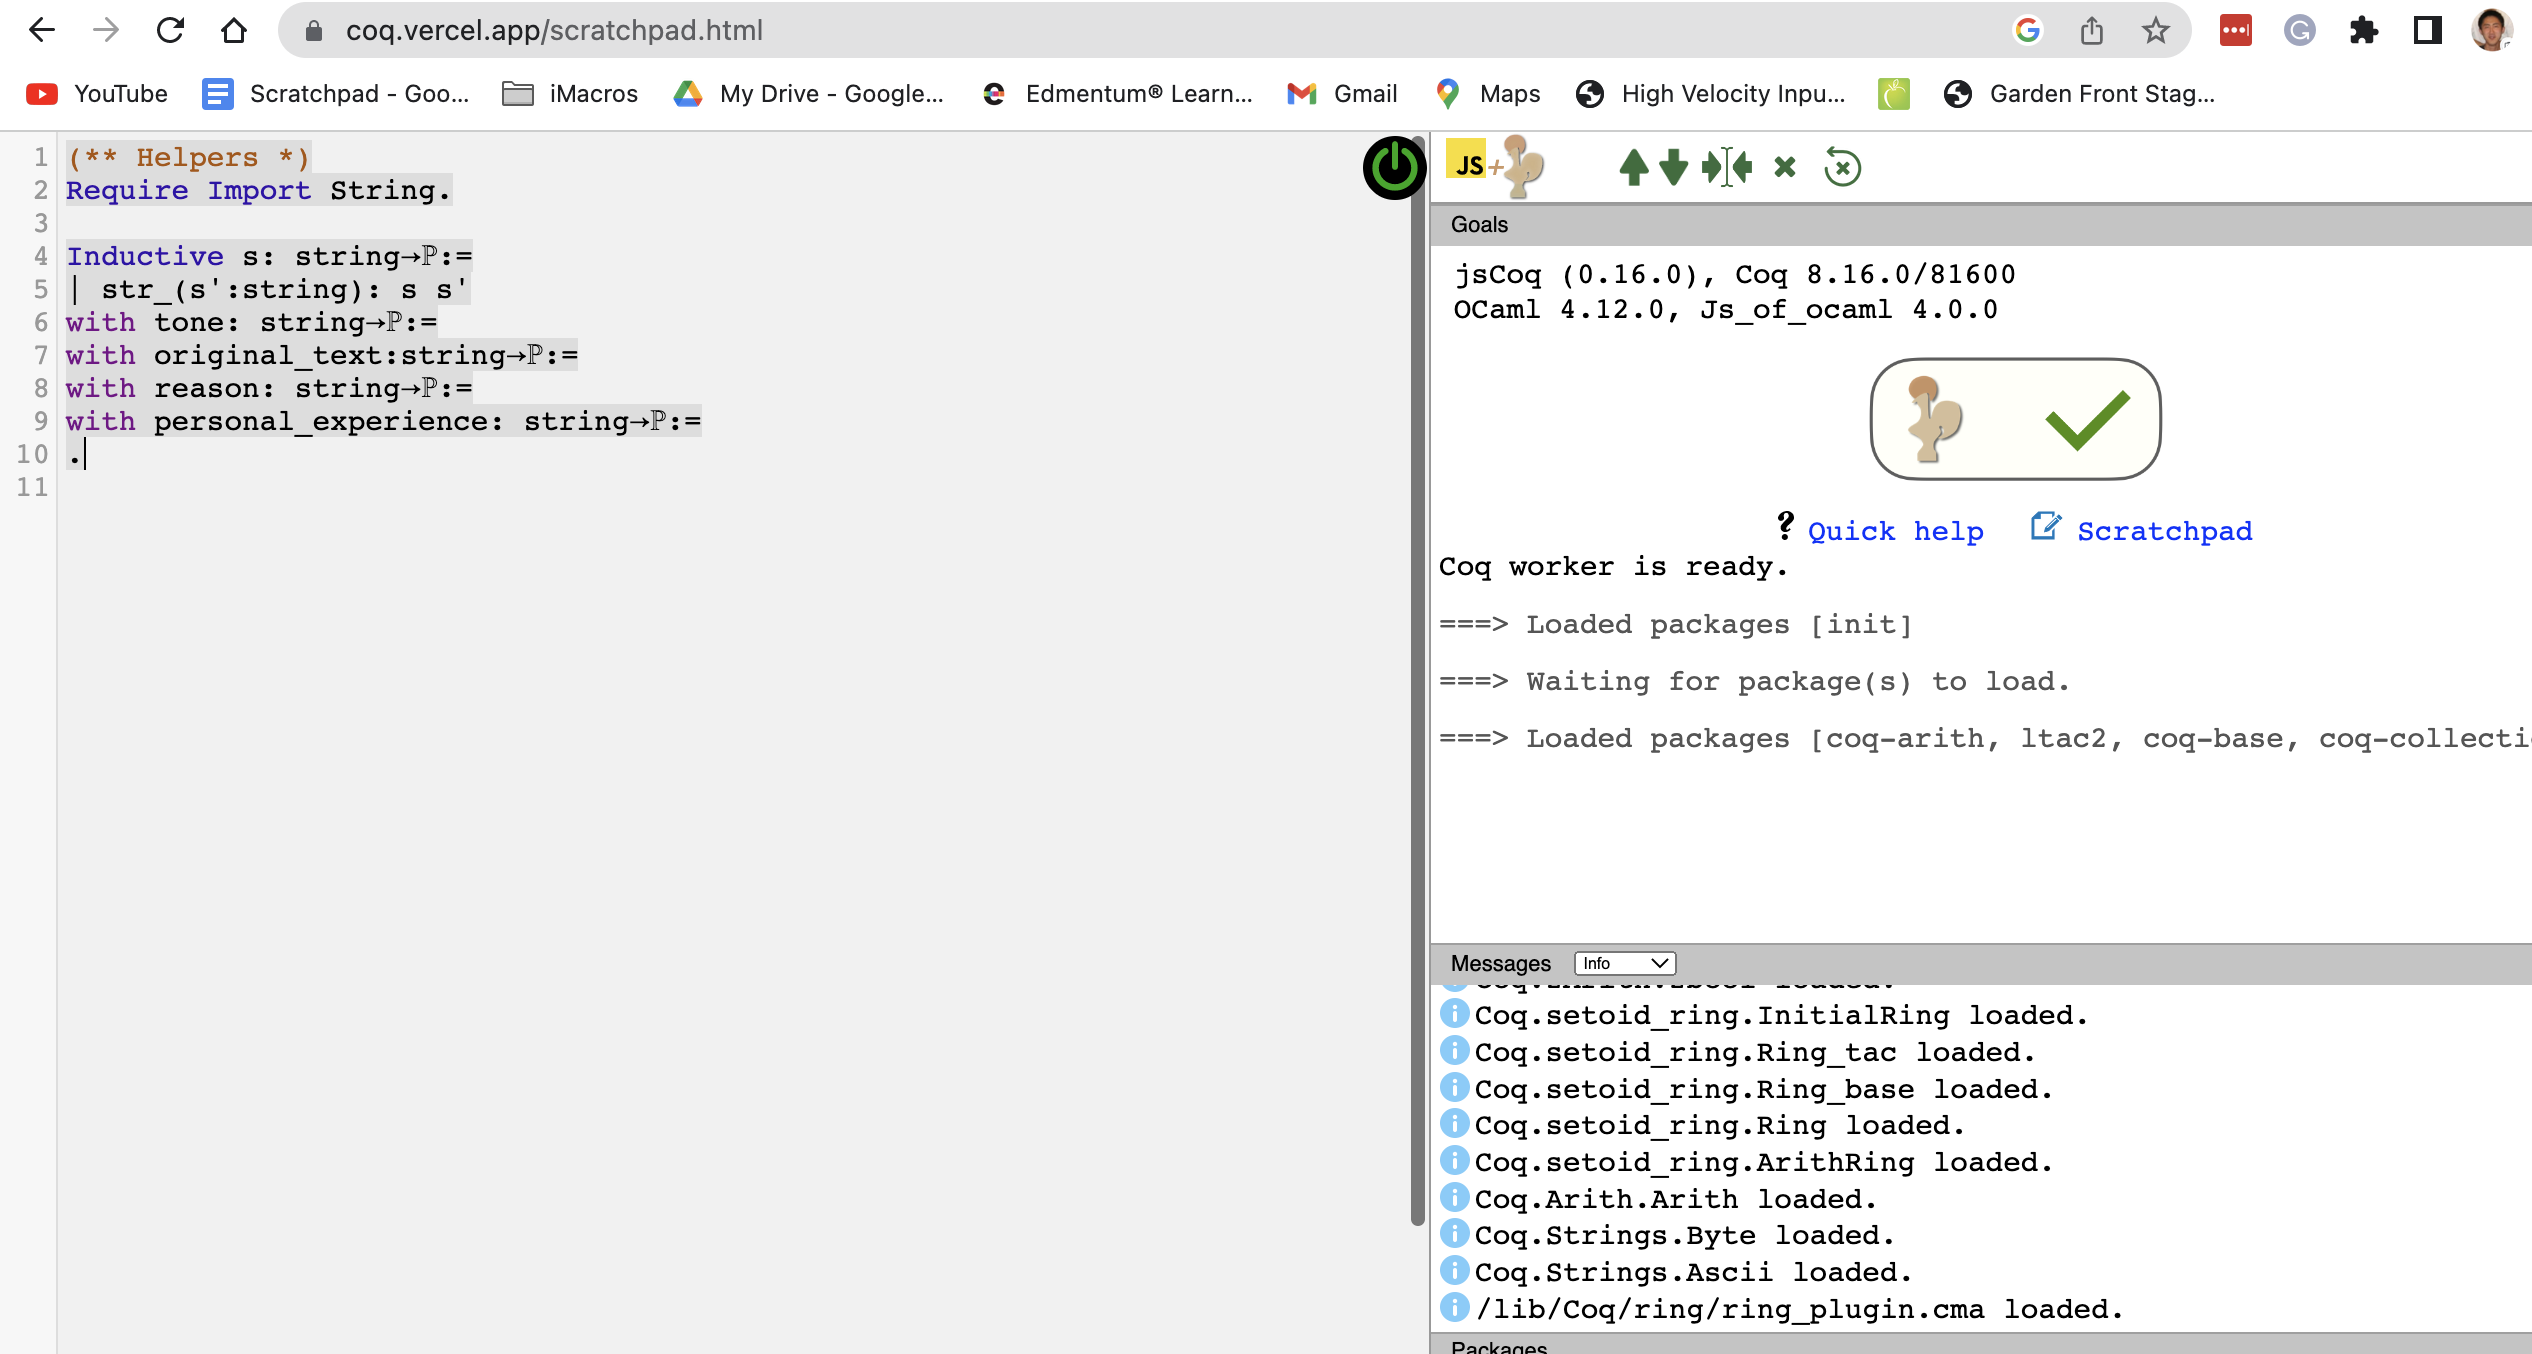 coq.vercel.app/scratchpad.html
YouTube Scratchpad - Goo... iMacros My Drive - Google... Edmentum® Learn... Gmail Maps High Velocity Inpu... Garden Front Stag...
1 (** Helpers *)
2 Require Import String.
3
4 Inductive s: string→ℙ:=
5 | str_(s':string): s s'
6 with tone: string→ℙ:=
7 with original_text:string→ℙ:=
8 with reason: string→ℙ:=
9 with personal_experience: string→ℙ:=
10 .
11
JS+
Goals
jsCoq (0.16.0), Coq 8.16.0/81600
OCaml 4.12.0, Js_of_ocaml 4.0.0
? Quick help Scratchpad
Coq worker is ready.
===> Loaded packages [init]
===> Waiting for package(s) to load.
===> Loaded packages [coq-arith, ltac2, coq-base, coq-collecti
Messages Info
loaded.
Coq.setoid_ring.InitialRing loaded.
Coq.setoid_ring.Ring_tac loaded.
Coq.setoid_ring.Ring_base loaded.
Coq.setoid_ring.Ring loaded.
Coq.setoid_ring.ArithRing loaded.
Coq.Arith.Arith loaded.
Coq.Strings.Byte loaded.
Coq.Strings.Ascii loaded.
/lib/Coq/ring/ring_plugin.cma loaded.
Packages